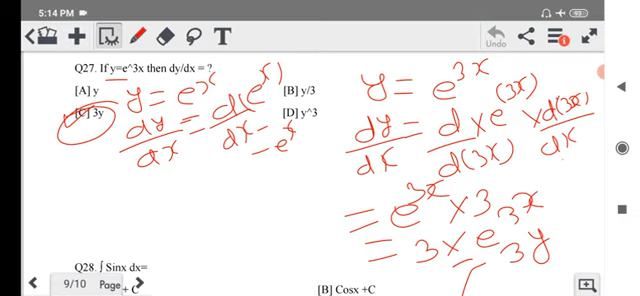 5:14 PM 93
Undo
Q27. If y=e^3x then dy/dx = ?
[A] y
[B] y/3
[C] 3y
[D] y^3
y = e^x
dy/dx = d(e^x)/dx
= e^x
y = e^3x
dy/dx = d/d(3x) × e^(3x) × d(3x)/dx
= e^3x × 3
= 3 × e^3x
= 3y
Q28. ∫ Sinx dx=
+ C
[B] Cosx +C
9/10 Page